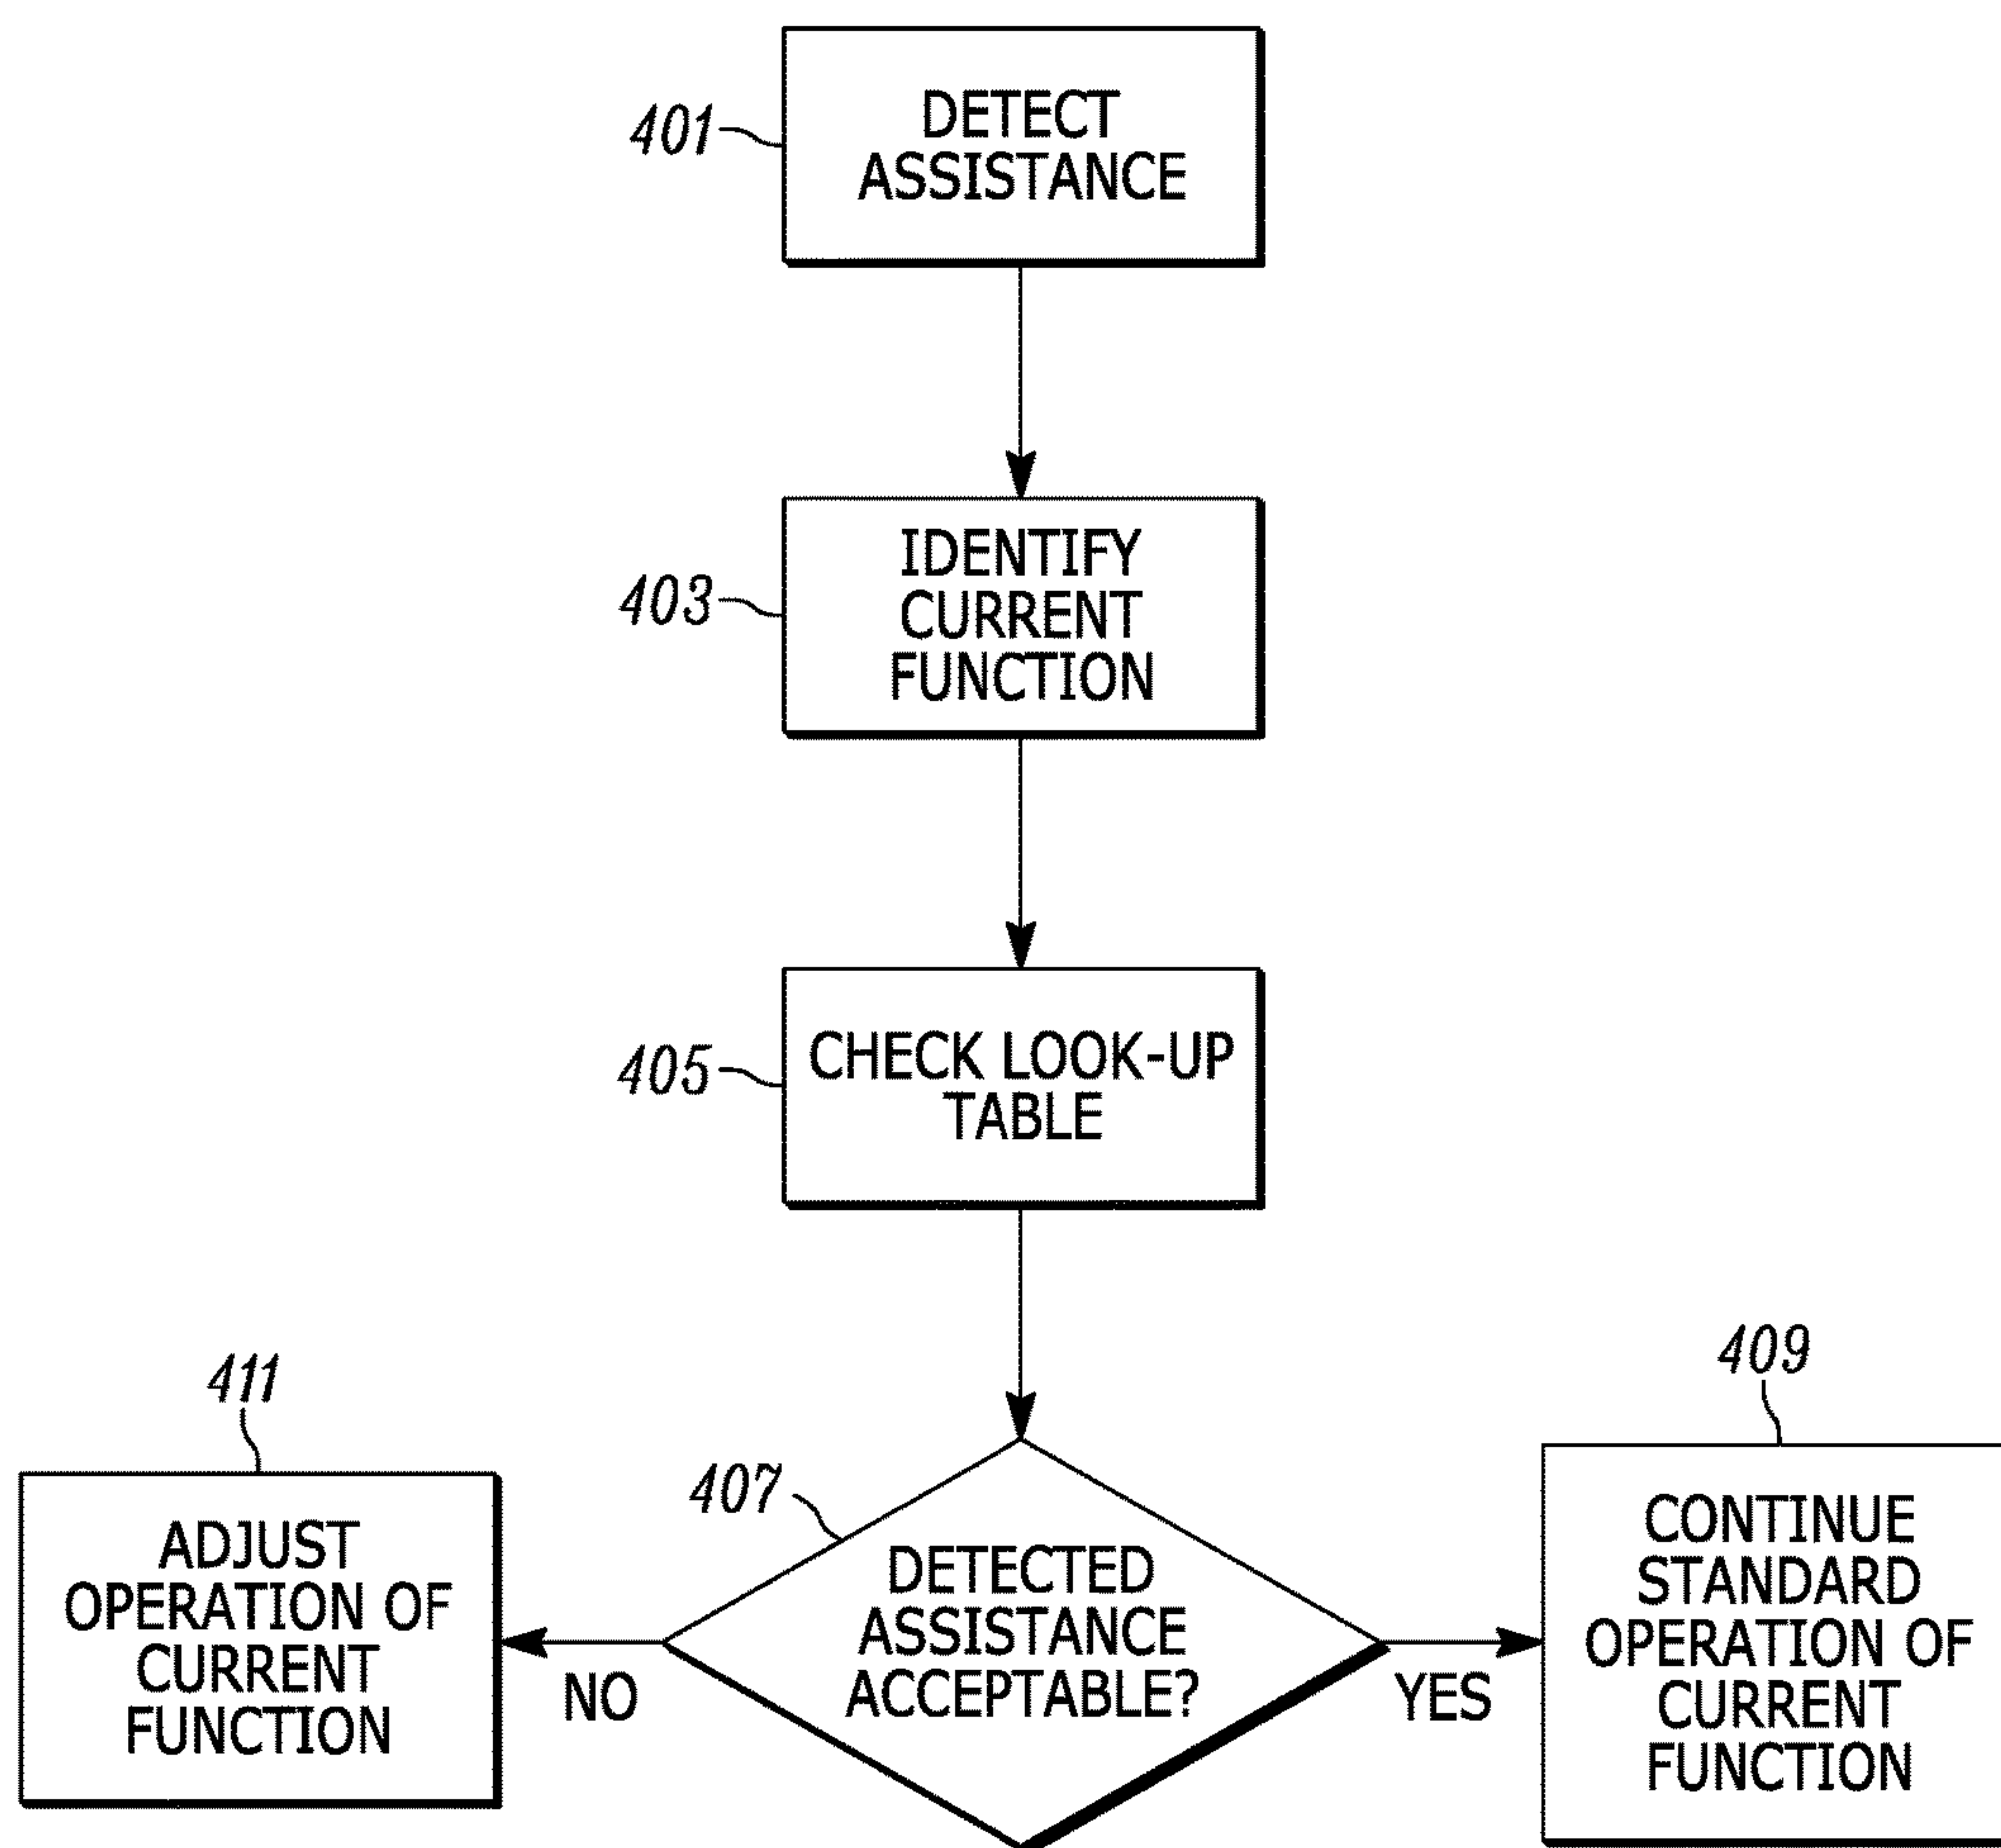 401
DETECT
ASSISTANCE
403
IDENTIFY
CURRENT
FUNCTION
405
CHECK LOOK-UP
TABLE
407
DETECTED
ASSISTANCE
ACCEPTABLE?
NO
YES
411
ADJUST
OPERATION OF
CURRENT
FUNCTION
409
CONTINUE
STANDARD
OPERATION OF
CURRENT
FUNCTION